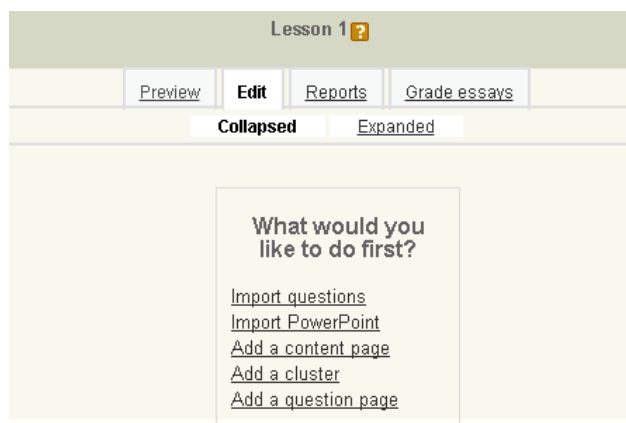 Lesson 1
Preview Edit Reports Grade essays
Collapsed Expanded
What would you
like to do first?
Import questions
Import PowerPoint
Add a content page
Add a cluster
Add a question page